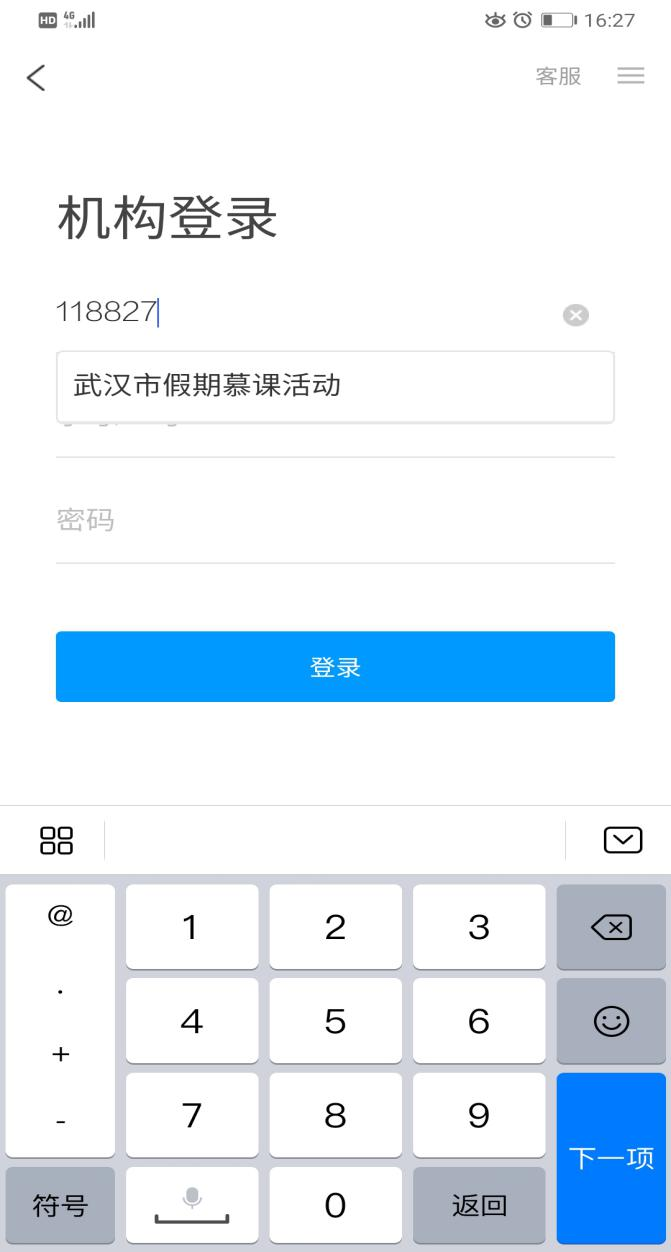 HD 4G 16:27
客服
机构登录
118827
武汉市假期慕课活动
密码
登录
@ 1 2 3
. 4 5 6
+
- 7 8 9 下一项
符号 0 返回